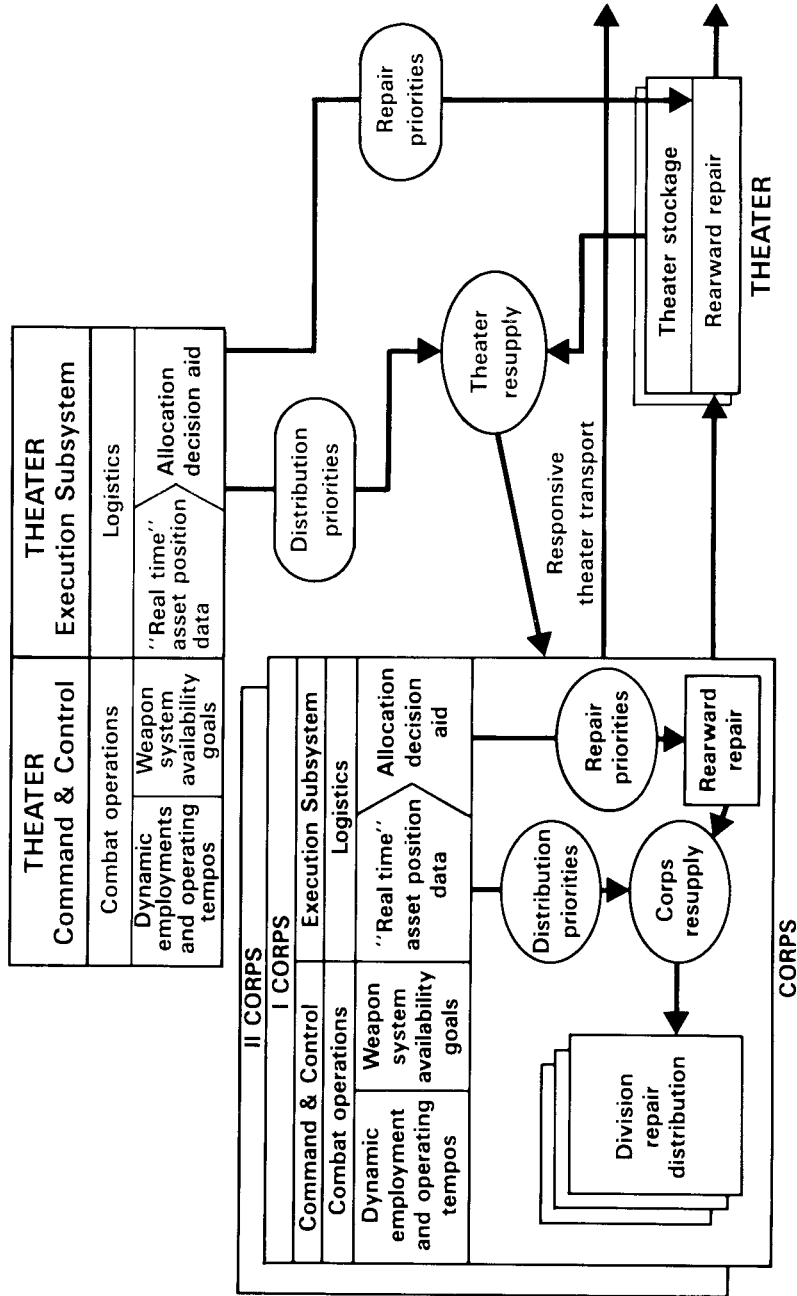 THEATER
Command & Control
THEATER
Execution Subsystem
Combat operations
Logistics
Dynamic
employments
and operating
tempos
Weapon
system
availability
goals
"Real time"
asset position
data
Allocation
decision aid
Distribution
priorities
Repair
priorities
Theater
resupply
Responsive
theater transport
Theater stockage
Rearward repair
THEATER
II CORPS
I CORPS
Command & Control
Execution Subsystem
Combat operations
Logistics
Dynamic
employment
and operating
tempos
Weapon
system
availability
goals
"Real time"
asset position
data
Allocation
decision
aid
Distribution
priorities
Repair
priorities
Corps
resupply
Rearward
repair
Division
repair
distribution
CORPS